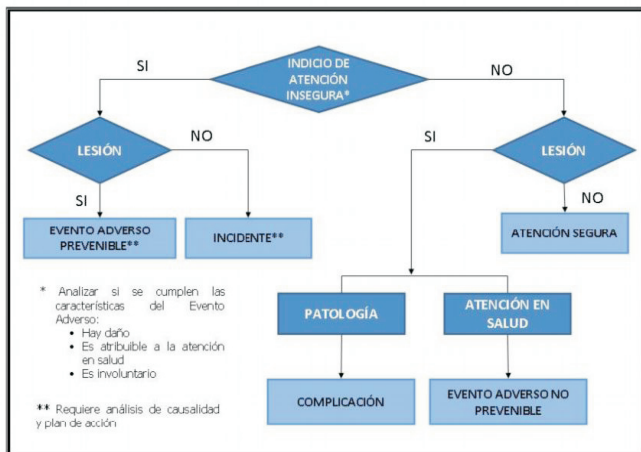 INDICIO DE
ATENCIÓN
INSEGURA*
SI
NO
LESIÓN
NO
SI
LESIÓN
SI
NO
EVENTO ADVERSO
PREVENIBLE**
INCIDENTE**
ATENCIÓN SEGURA
* Analizar si se cumplen las
características del Evento
Adverso:
• Hay daño
• Es atribuible a la atención
en salud
• Es involuntario
** Requiere análisis de causalidad
y plan de acción
PATOLOGÍA
ATENCIÓN EN
SALUD
COMPLICACIÓN
EVENTO ADVERSO NO
PREVENIBLE